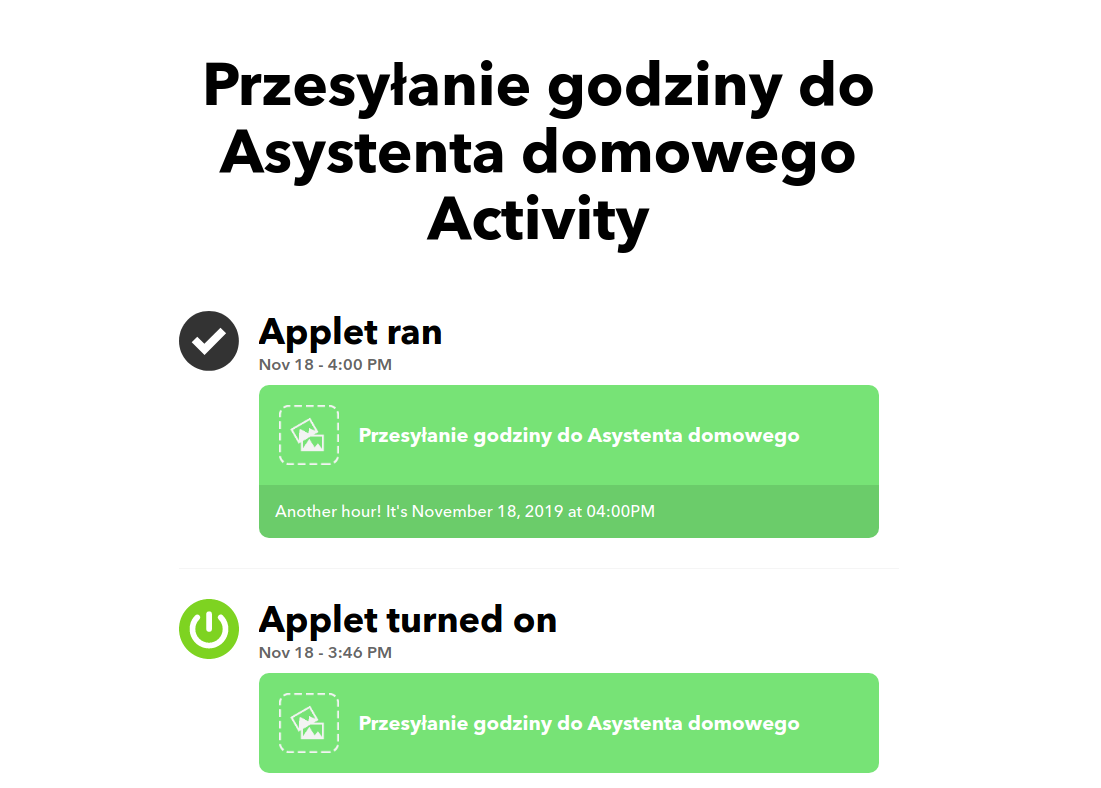 Przesyłanie godziny do
Asystenta domowego
Activity
Applet ran
Nov 18 - 4:00 PM
Przesyłanie godziny do Asystenta domowego
Another hour! It's November 18, 2019 at 04:00PM
Applet turned on
Nov 18 - 3:46 PM
Przesyłanie godziny do Asystenta domowego